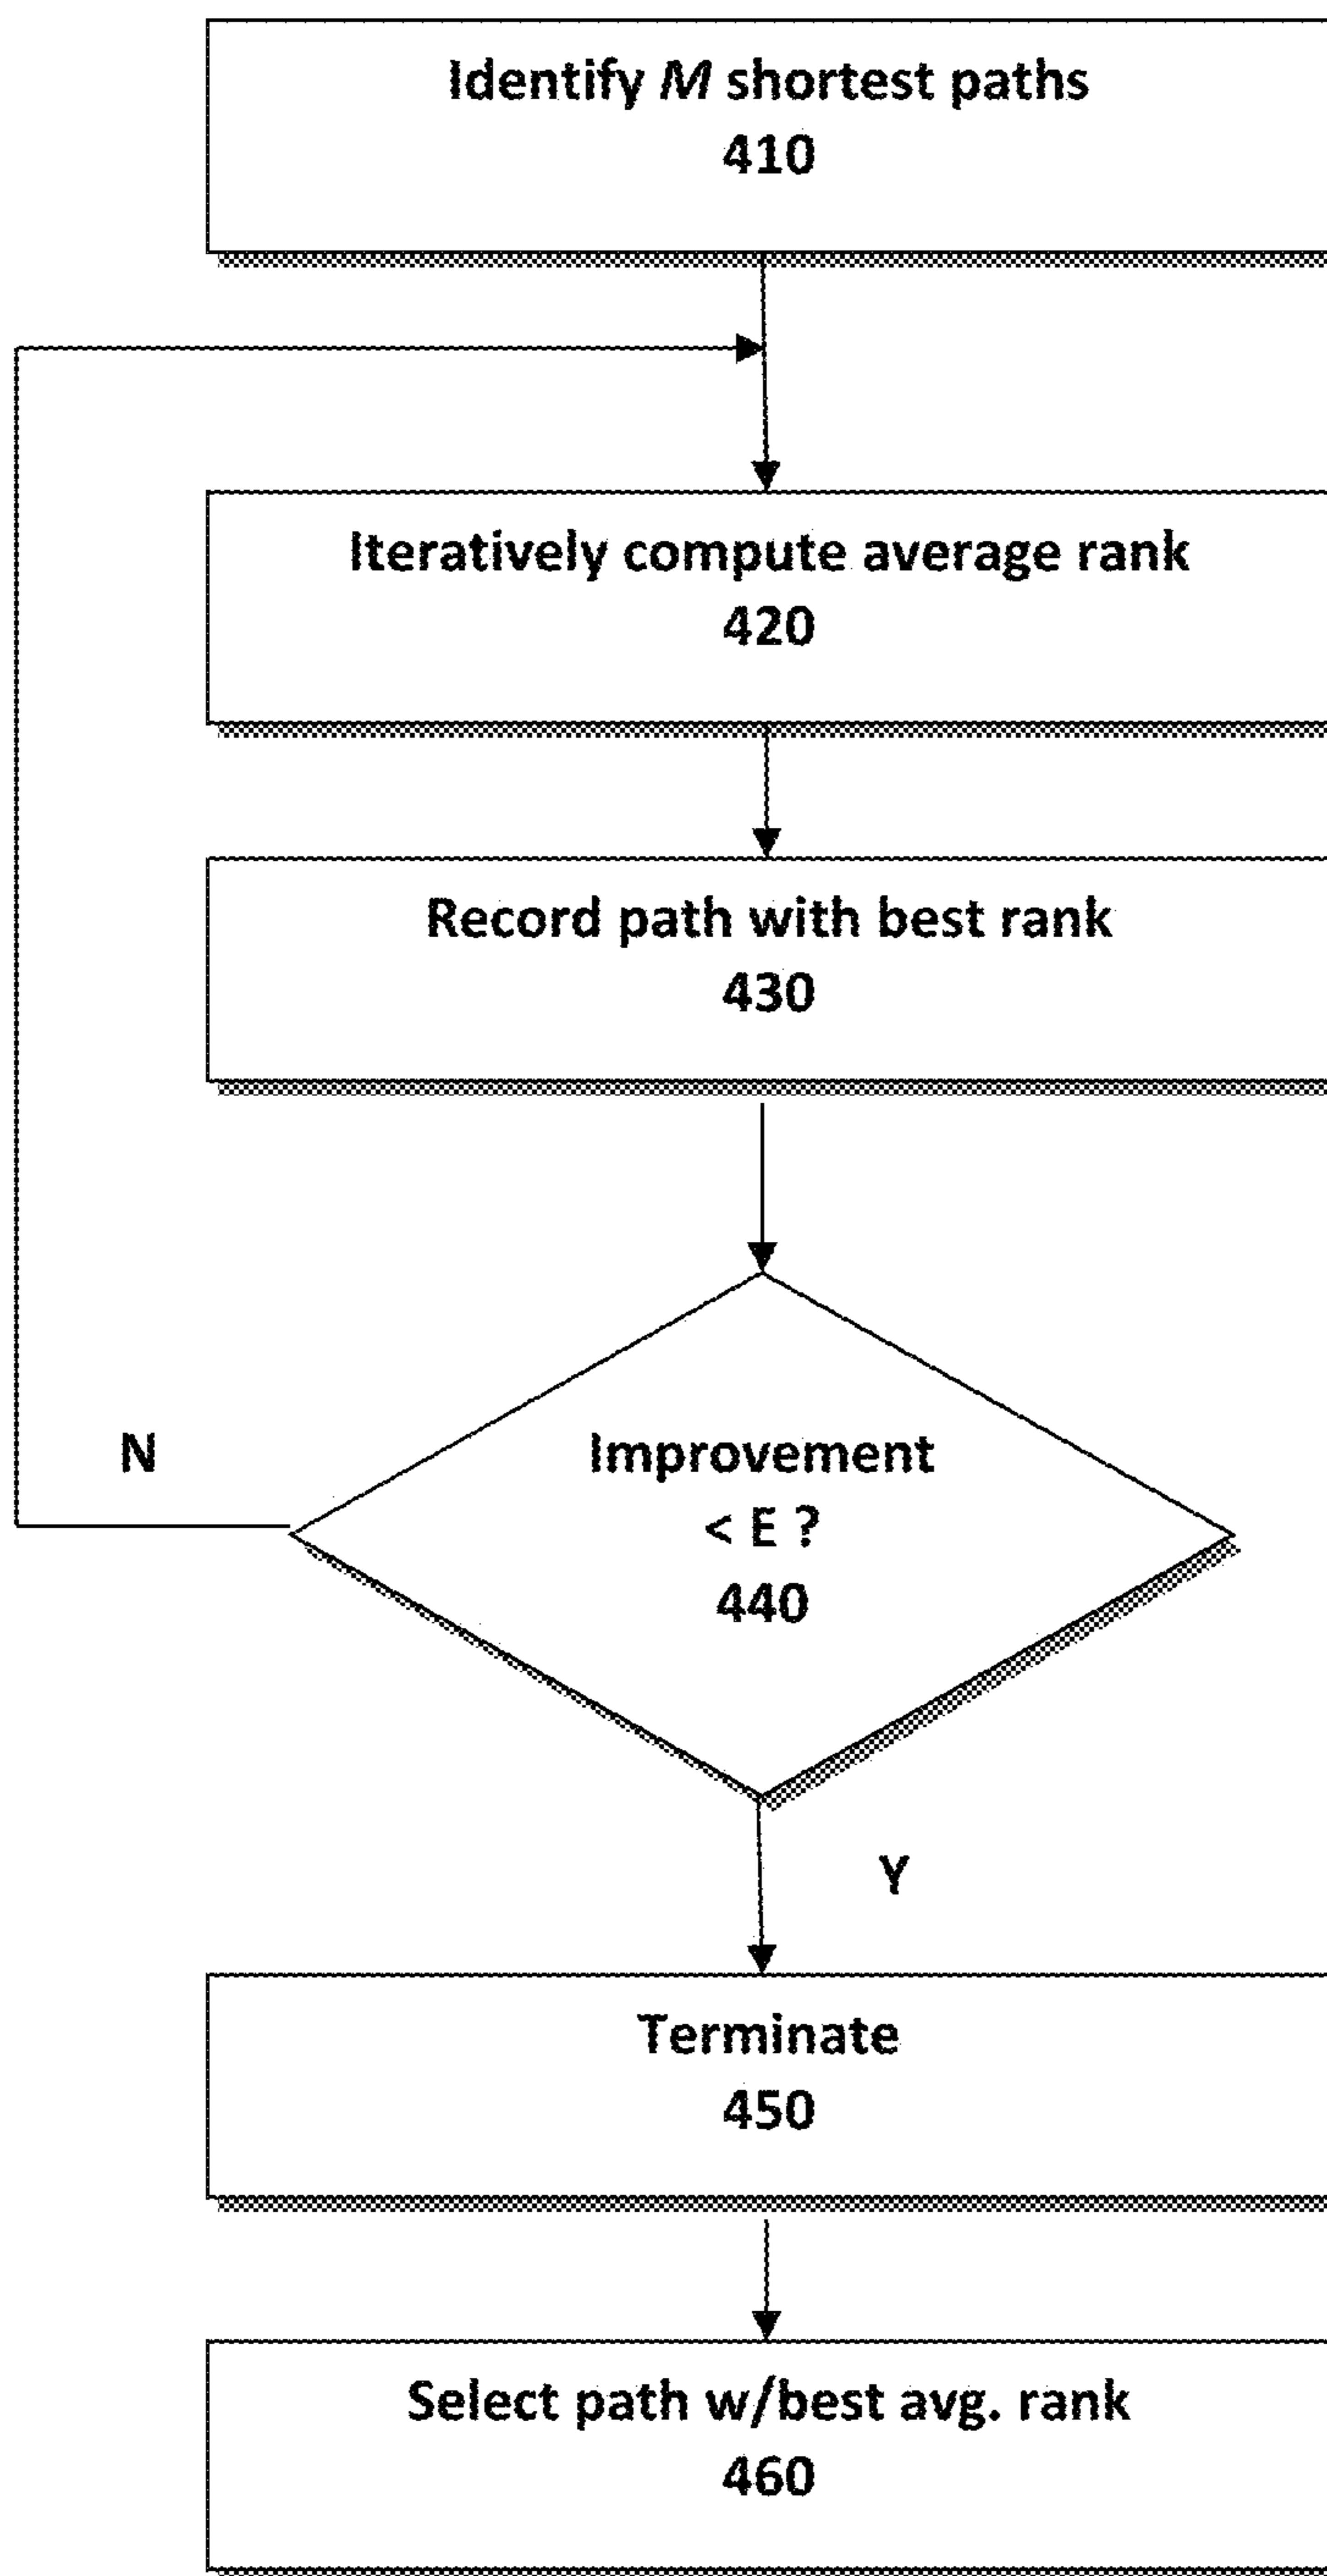 Identify M shortest paths
410
Iteratively compute average rank
420
Record path with best rank
430
Improvement
< E ?
440
N
Y
Terminate
450
Select path w/best avg. rank
460